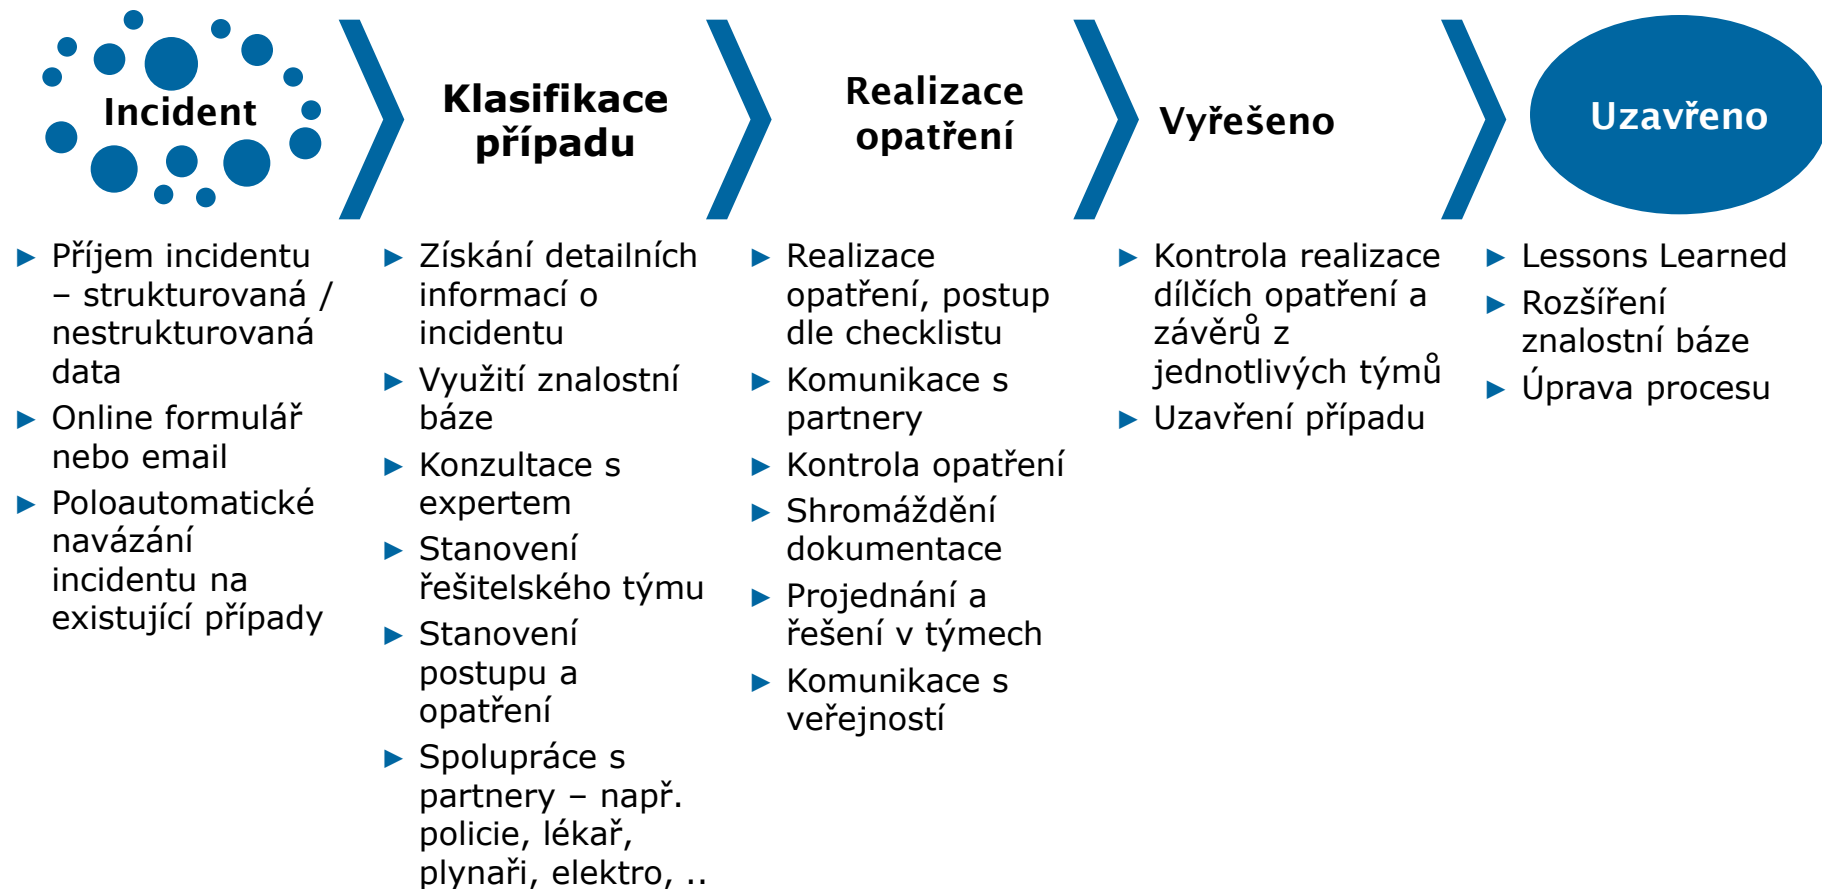 Incident
Klasifikace
případu
Realizace
opatření
Vyřešeno
Uzavřeno
► Příjem incidentu
– strukturovaná /
nestrukturovaná
data
► Online formulář
nebo email
► Poloautomatické
navázání
incidentu na
existující případy
► Získání detailních
informací o
incidentu
► Využití znalostní
báze
► Konzultace s
expertem
► Stanovení
řešitelského týmu
► Stanovení
postupu a
opatření
► Spolupráce s
partnery – např.
policie, lékař,
plynaři, elektro, ..
► Realizace
opatření, postup
dle checklistu
► Komunikace s
partnery
► Kontrola opatření
► Shromáždění
dokumentace
► Projednání a
řešení v týmech
► Komunikace s
veřejností
► Kontrola realizace
dílčích opatření a
závěrů z
jednotlivých týmů
► Uzavření případu
► Lessons Learned
► Rozšíření
znalostní báze
► Úprava procesu